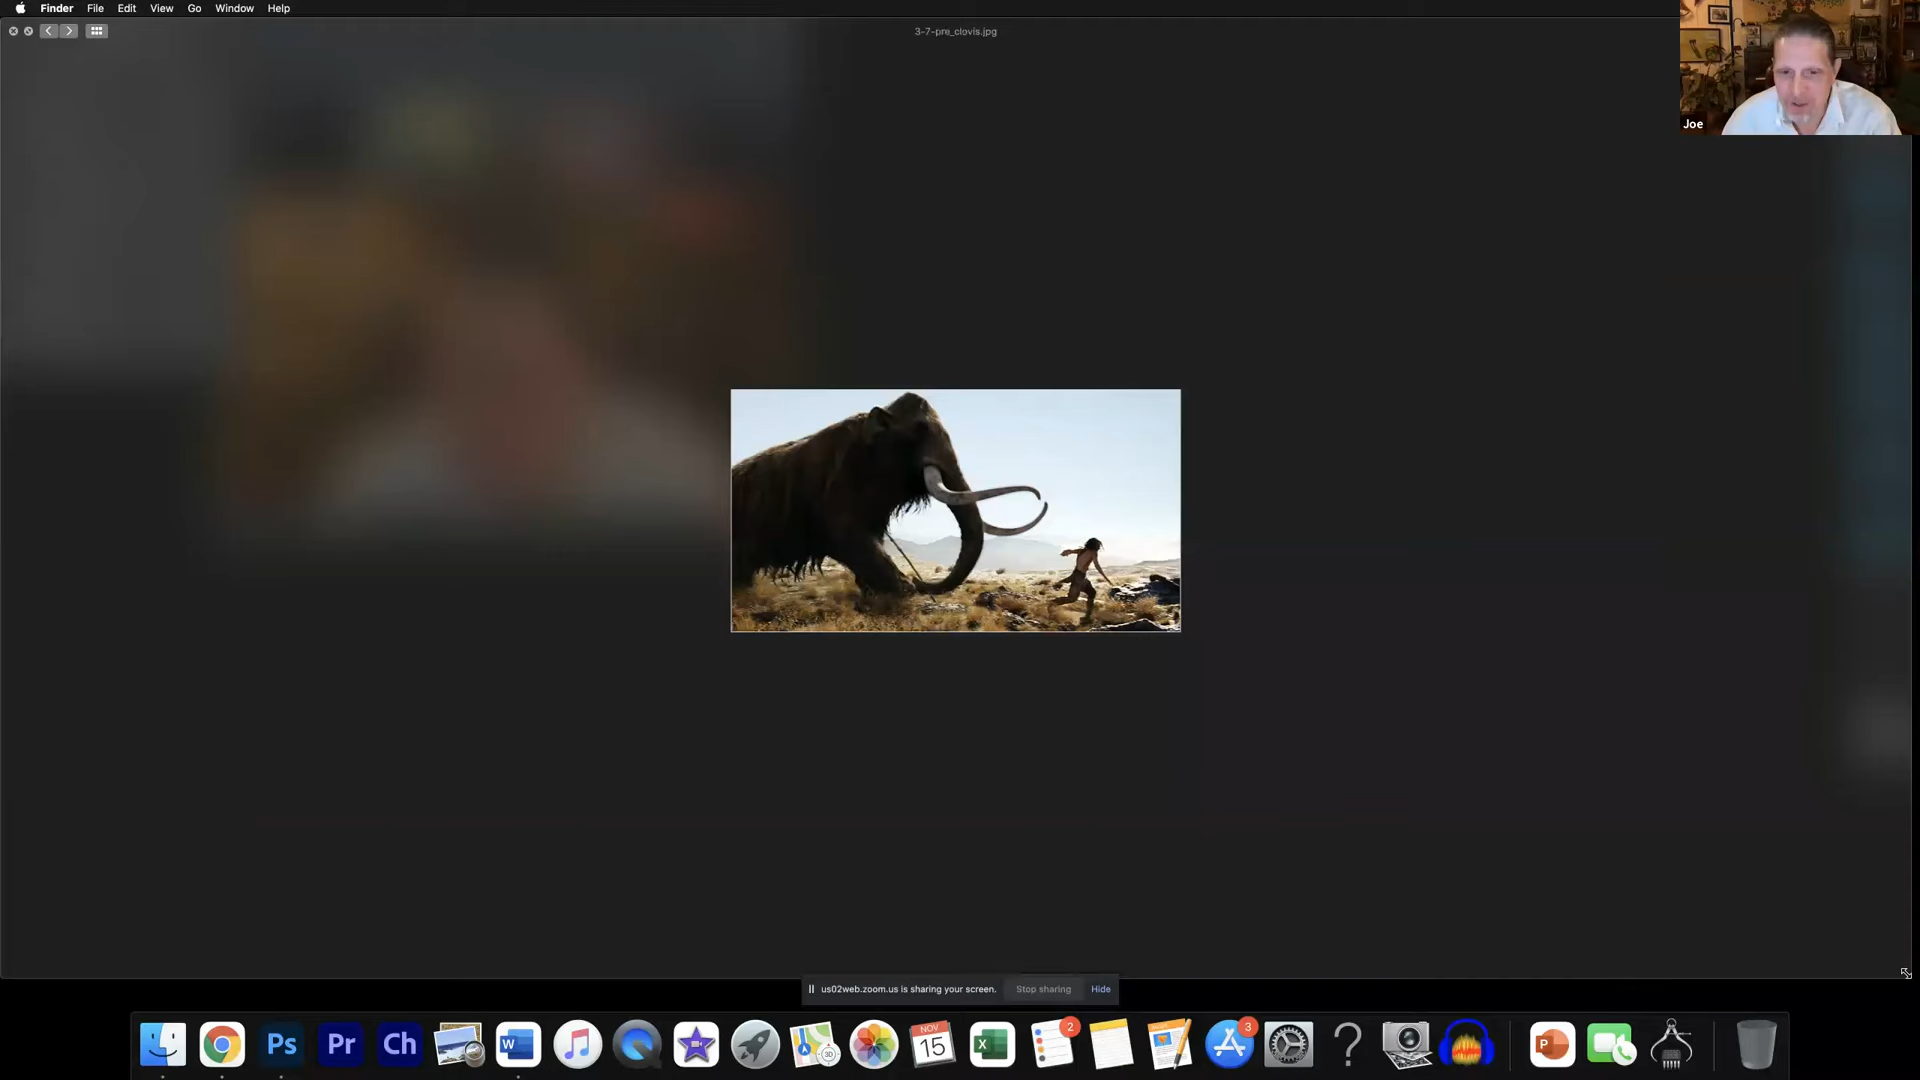 Finder File Edit View Go Window Help
3-7-pre_clovis.jpg
Joe
us02web.zoom.us is sharing your screen. Stop sharing Hide
Ps Pr Ch W NOV 15 X 2 3 ? P
3D